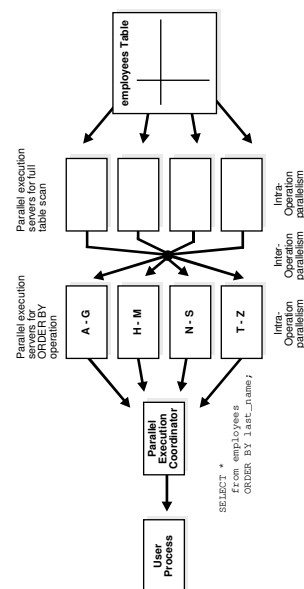 employees Table
Parallel execution
servers for full
table scan
Intra-
Operation
parallelism
Inter-
Operation
parallelism
Parallel execution
servers for
ORDER BY
operation
A - G
H - M
N - S
T - Z
Intra-
Operation
parallelism
Parallel
Execution
Coordinator
User
Process
SELECT *
from employees
ORDER BY last_name;